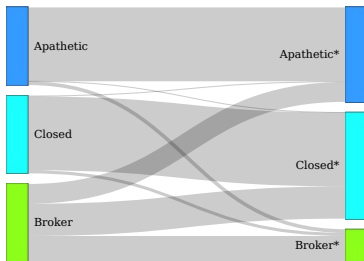 Apathetic
Apathetic*
Closed
Closed*
Broker
Broker*